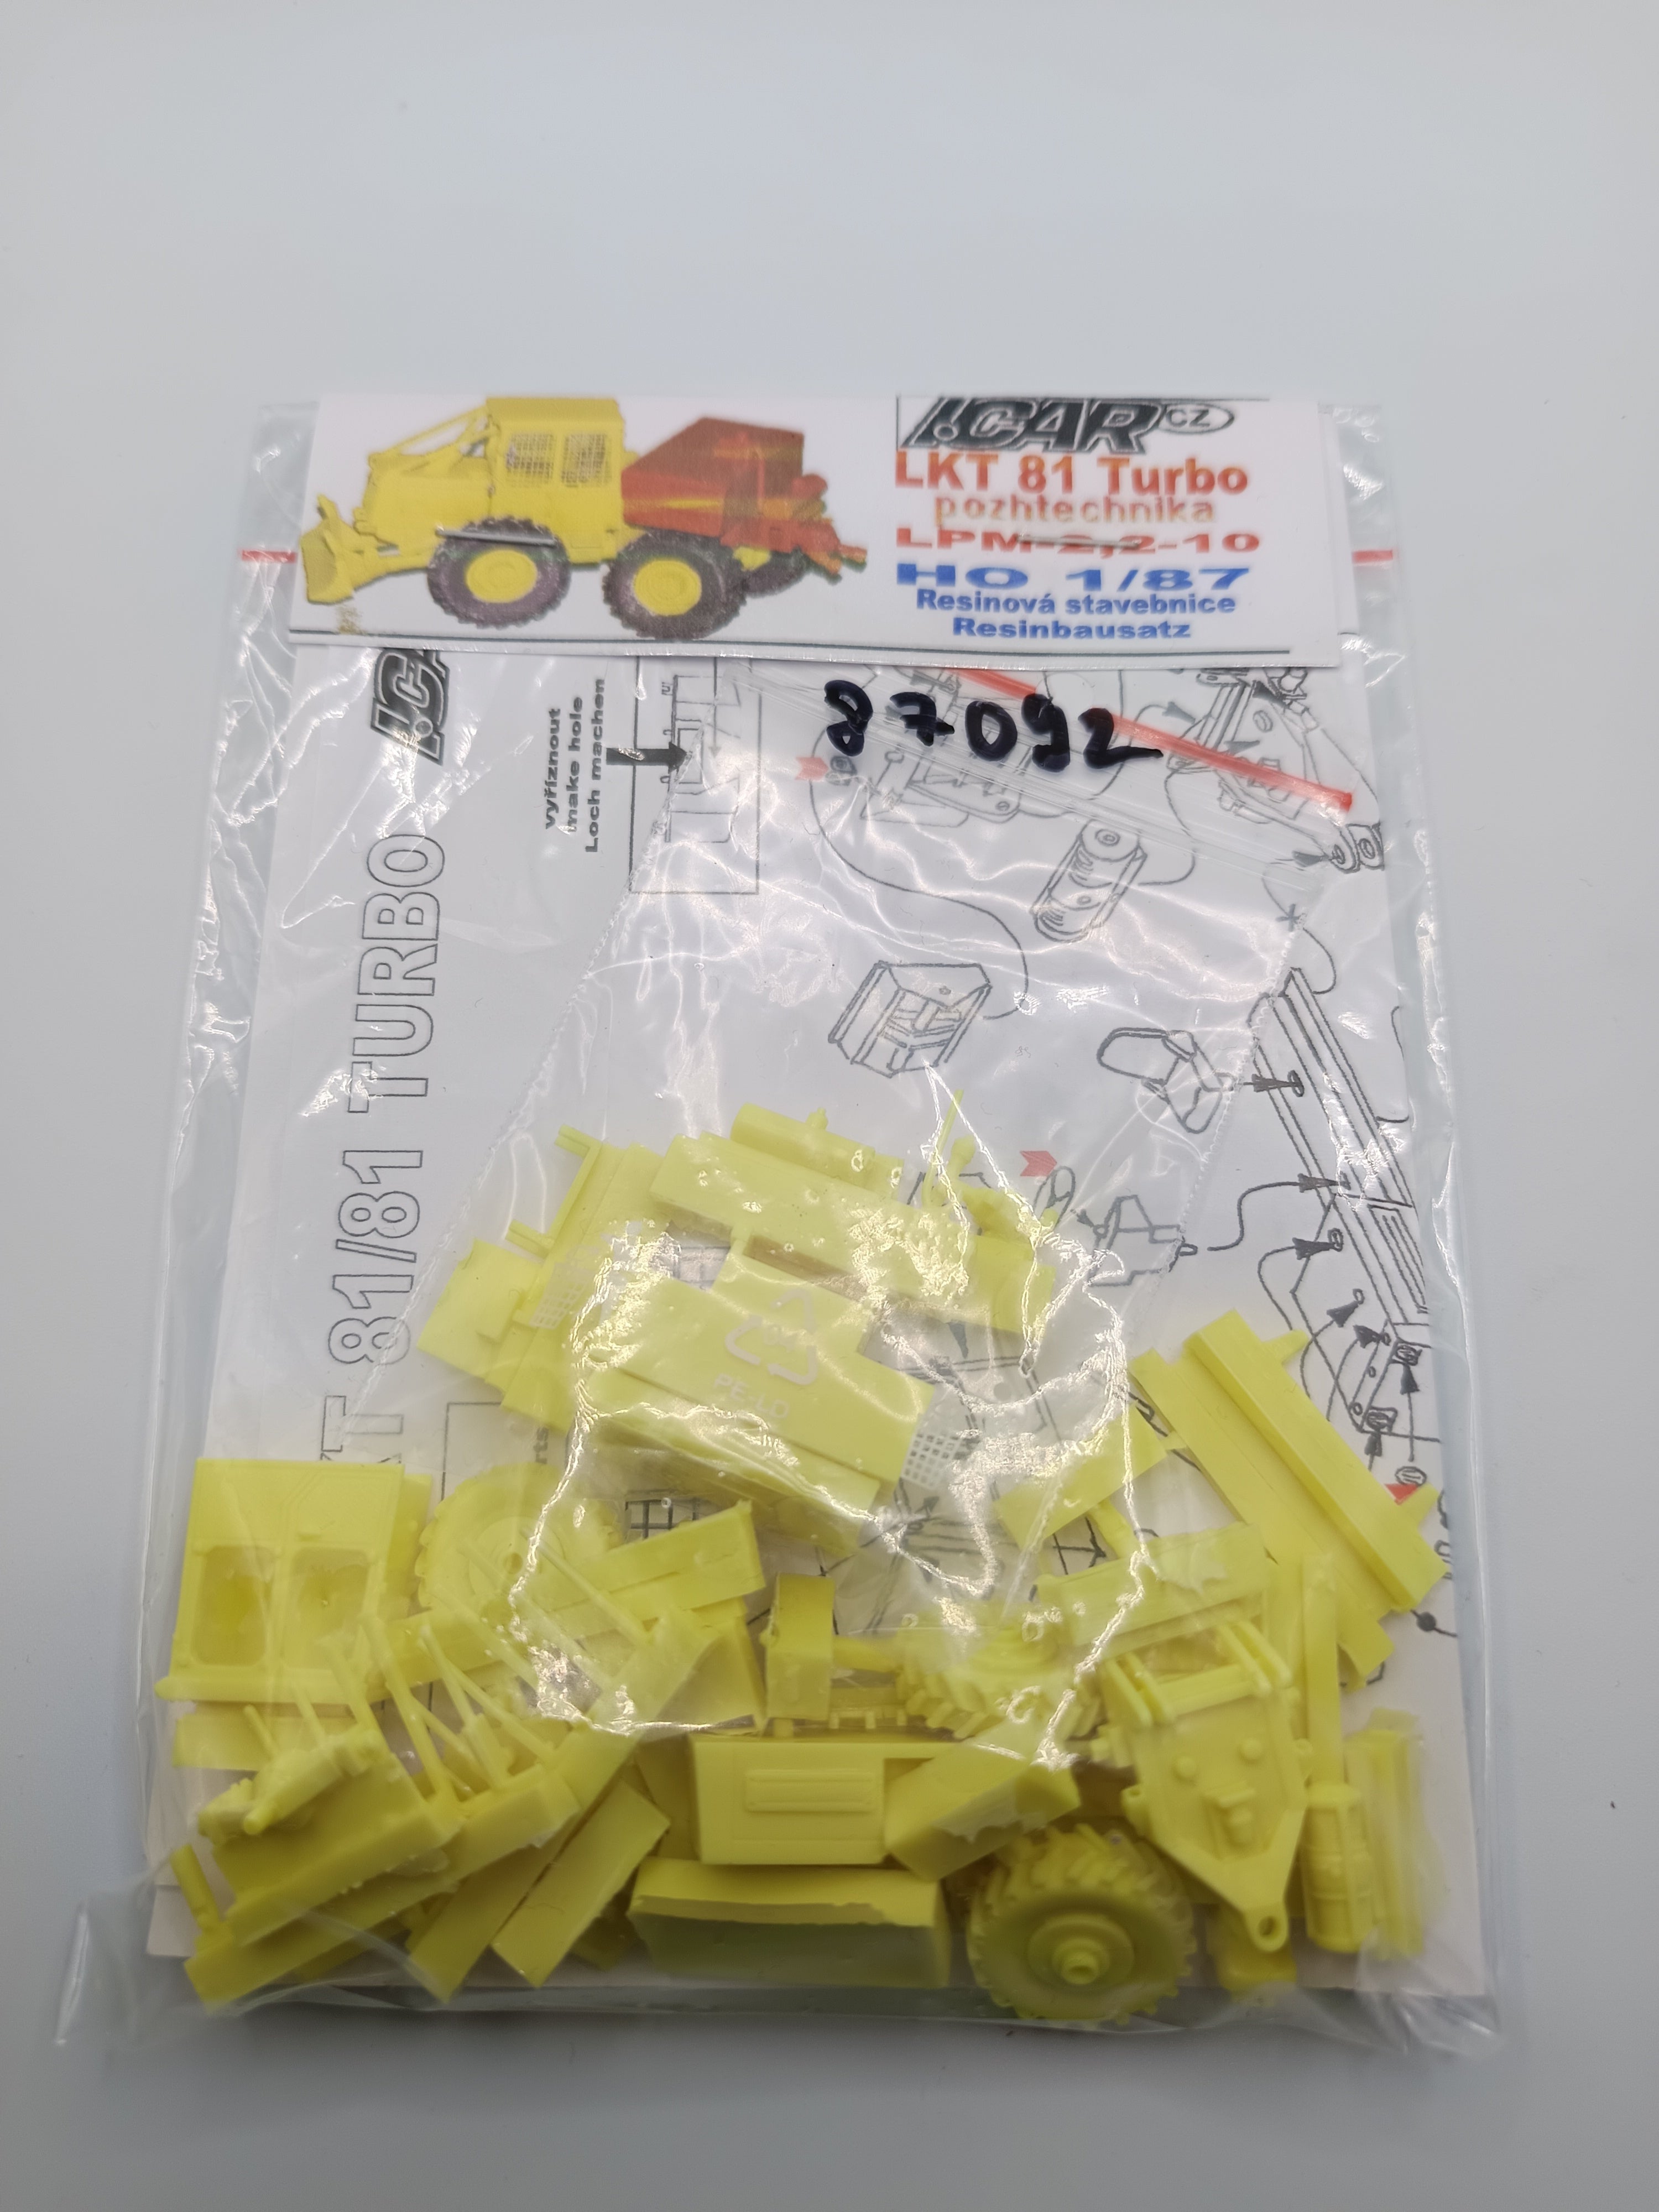 I.CAR CZ
LKT 81 Turbo
pozhtechnika
LPM-2,2-10
HO 1/87
Resinová stavebnice
Resinbausatz
87092
vyříznout
make hole
Loch machen
81/81 TURBO
PE-LD